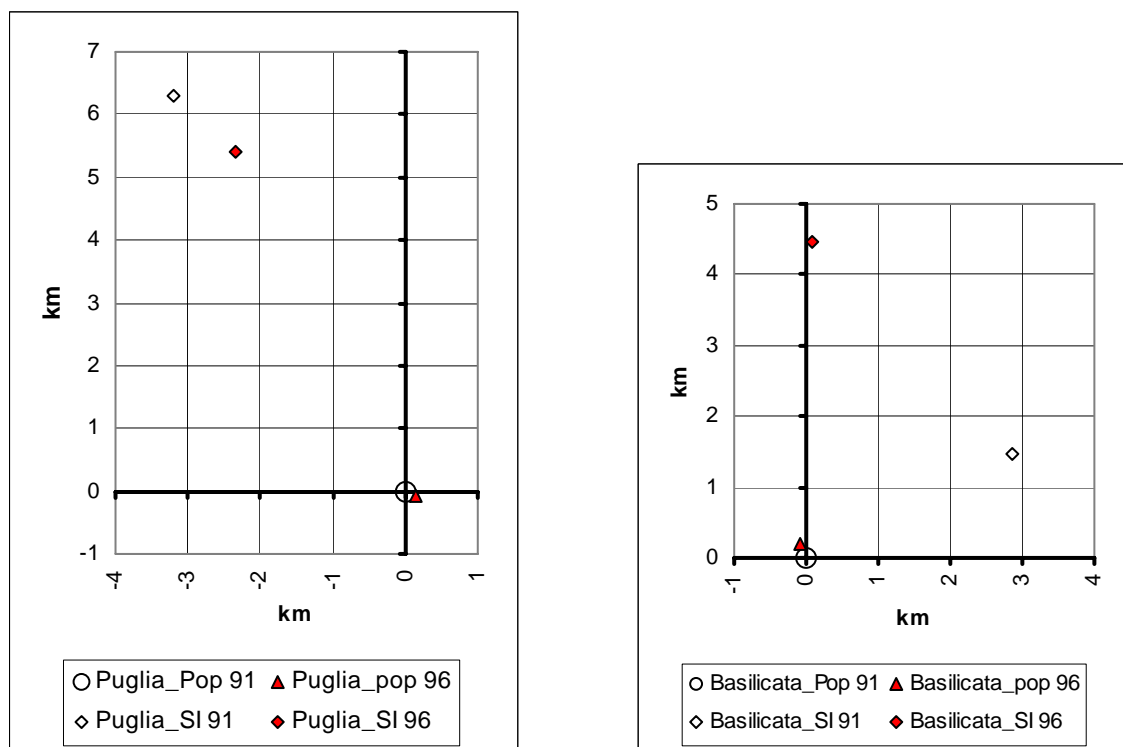 7
6
5
4
3
2
1
0
-1
km
-4 -3 -2 -1 0 1
km
Puglia_Pop 91 Puglia_pop 96
Puglia_SI 91 Puglia_SI 96
5
4
3
2
1
0
km
-1 0 1 2 3 4
km
Basilicata_Pop 91 Basilicata_pop 96
Basilicata_SI 91 Basilicata_SI 96